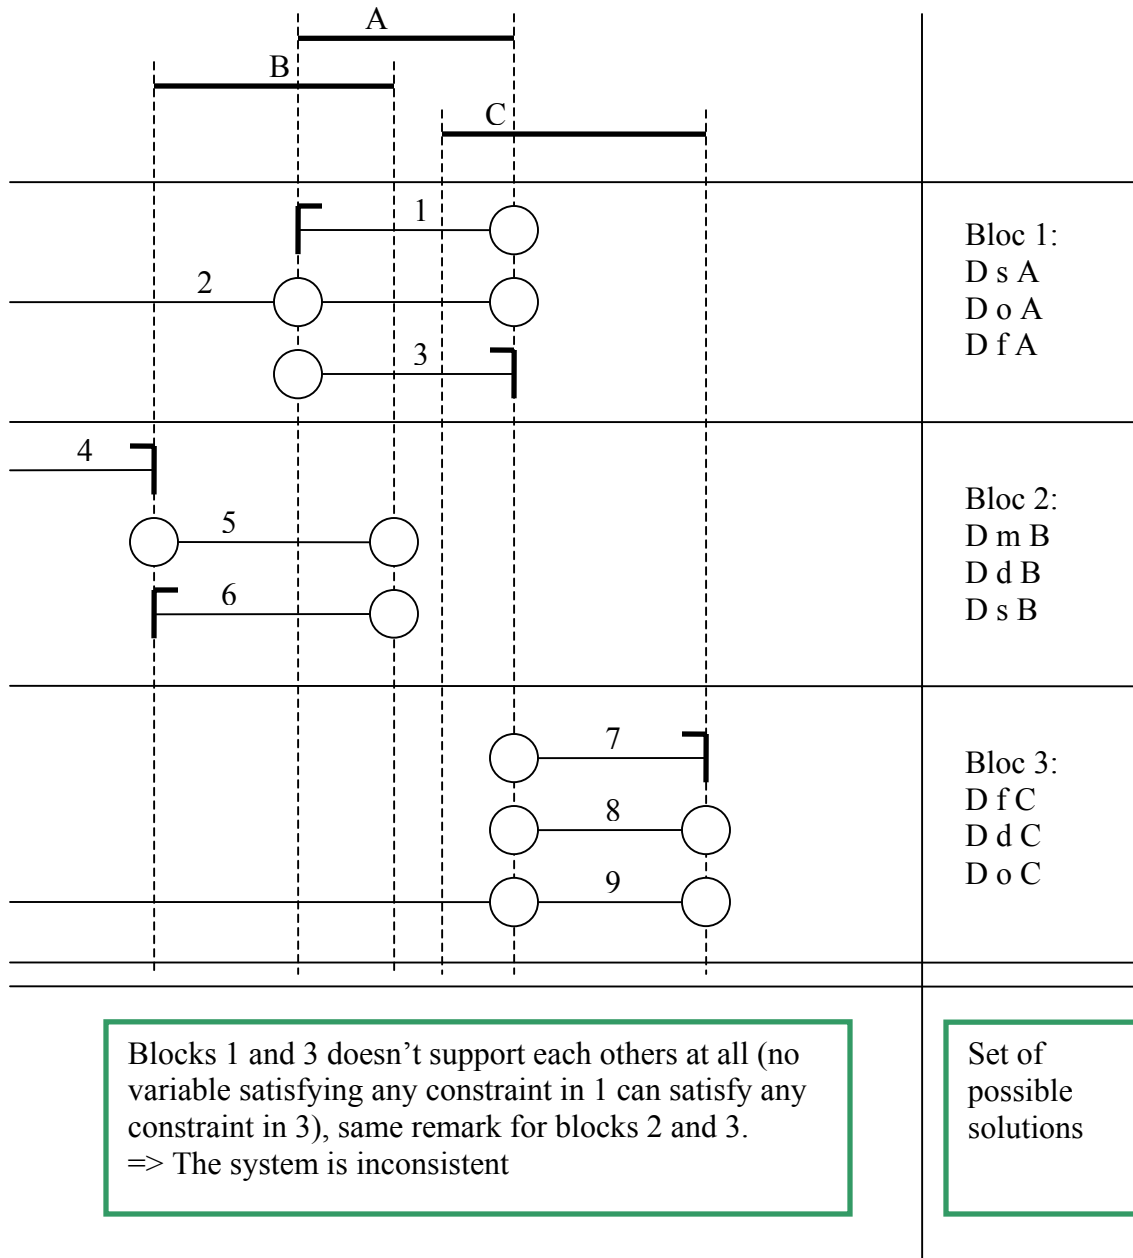 A
B
C
1
2
3
Bloc 1:
D s A
D o A
D f A
4
5
6
Bloc 2:
D m B
D d B
D s B
7
8
9
Bloc 3:
D f C
D d C
D o C
Blocks 1 and 3 doesn't support each others at all (no
variable satisfying any constraint in 1 can satisfy any
constraint in 3), same remark for blocks 2 and 3.
=> The system is inconsistent
Set of
possible
solutions